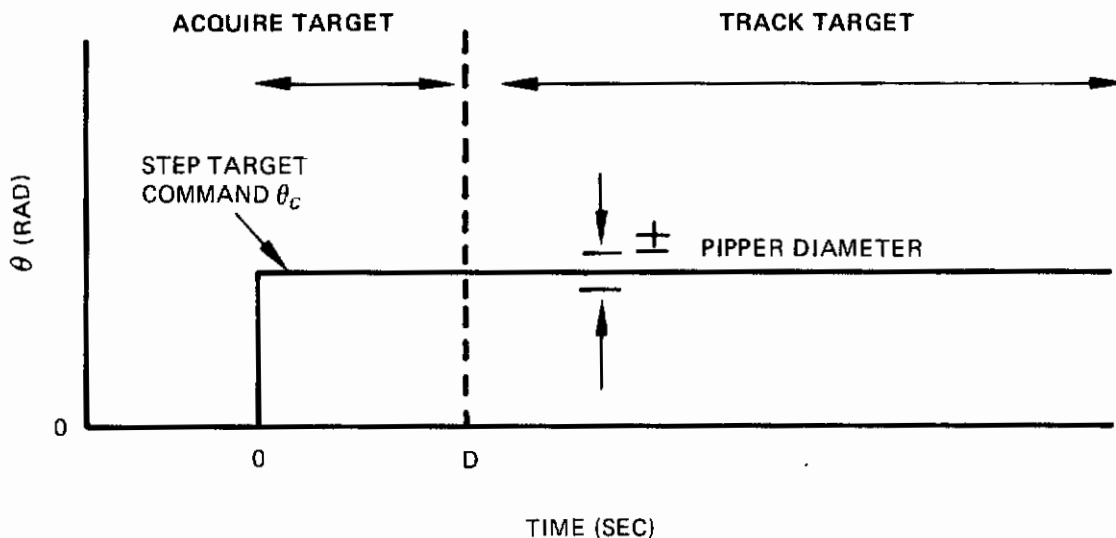 ACQUIRE TARGET
TRACK TARGET
STEP TARGET
COMMAND θc
± PIPPER DIAMETER
θ (RAD)
0
0
D
TIME (SEC)